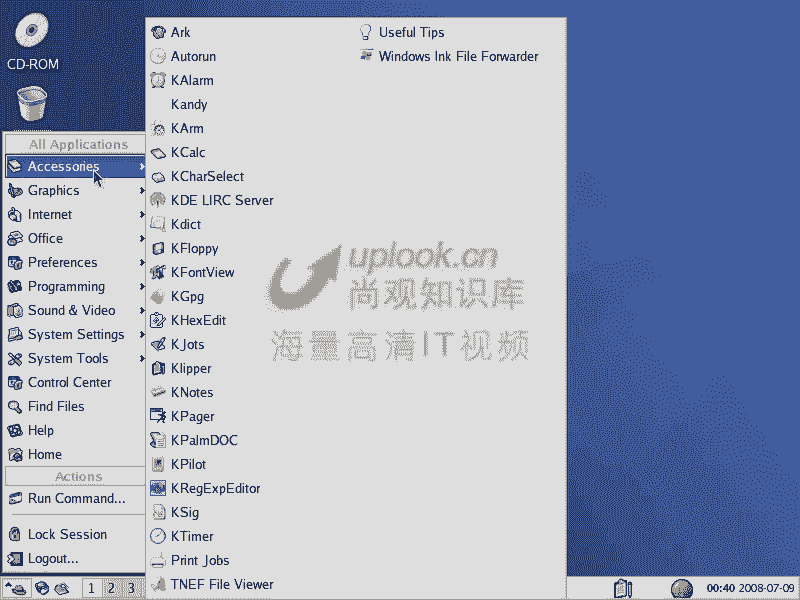 CD-ROM
All Applications
Accessories
Graphics
Internet
Office
Preferences
Programming
Sound & Video
System Settings
System Tools
Control Center
Find Files
Help
Home
Actions
Run Command...
Lock Session
Logout...
Ark
Autorun
KAlarm
Kandy
KArm
KCalc
KCharSelect
KDE LIRC Server
Kdict
KFloppy
KFontView
KGpg
KHexEdit
KJots
Klipper
KNotes
KPager
KPalmDOC
KPilot
KRegExpEditor
KSig
KTimer
Print Jobs
TNEF File Viewer
Useful Tips
Windows Ink File Forwarder
uplook.cn
尚观知识库
海量高清IT视频
1 2 3
00:40 2008-07-09